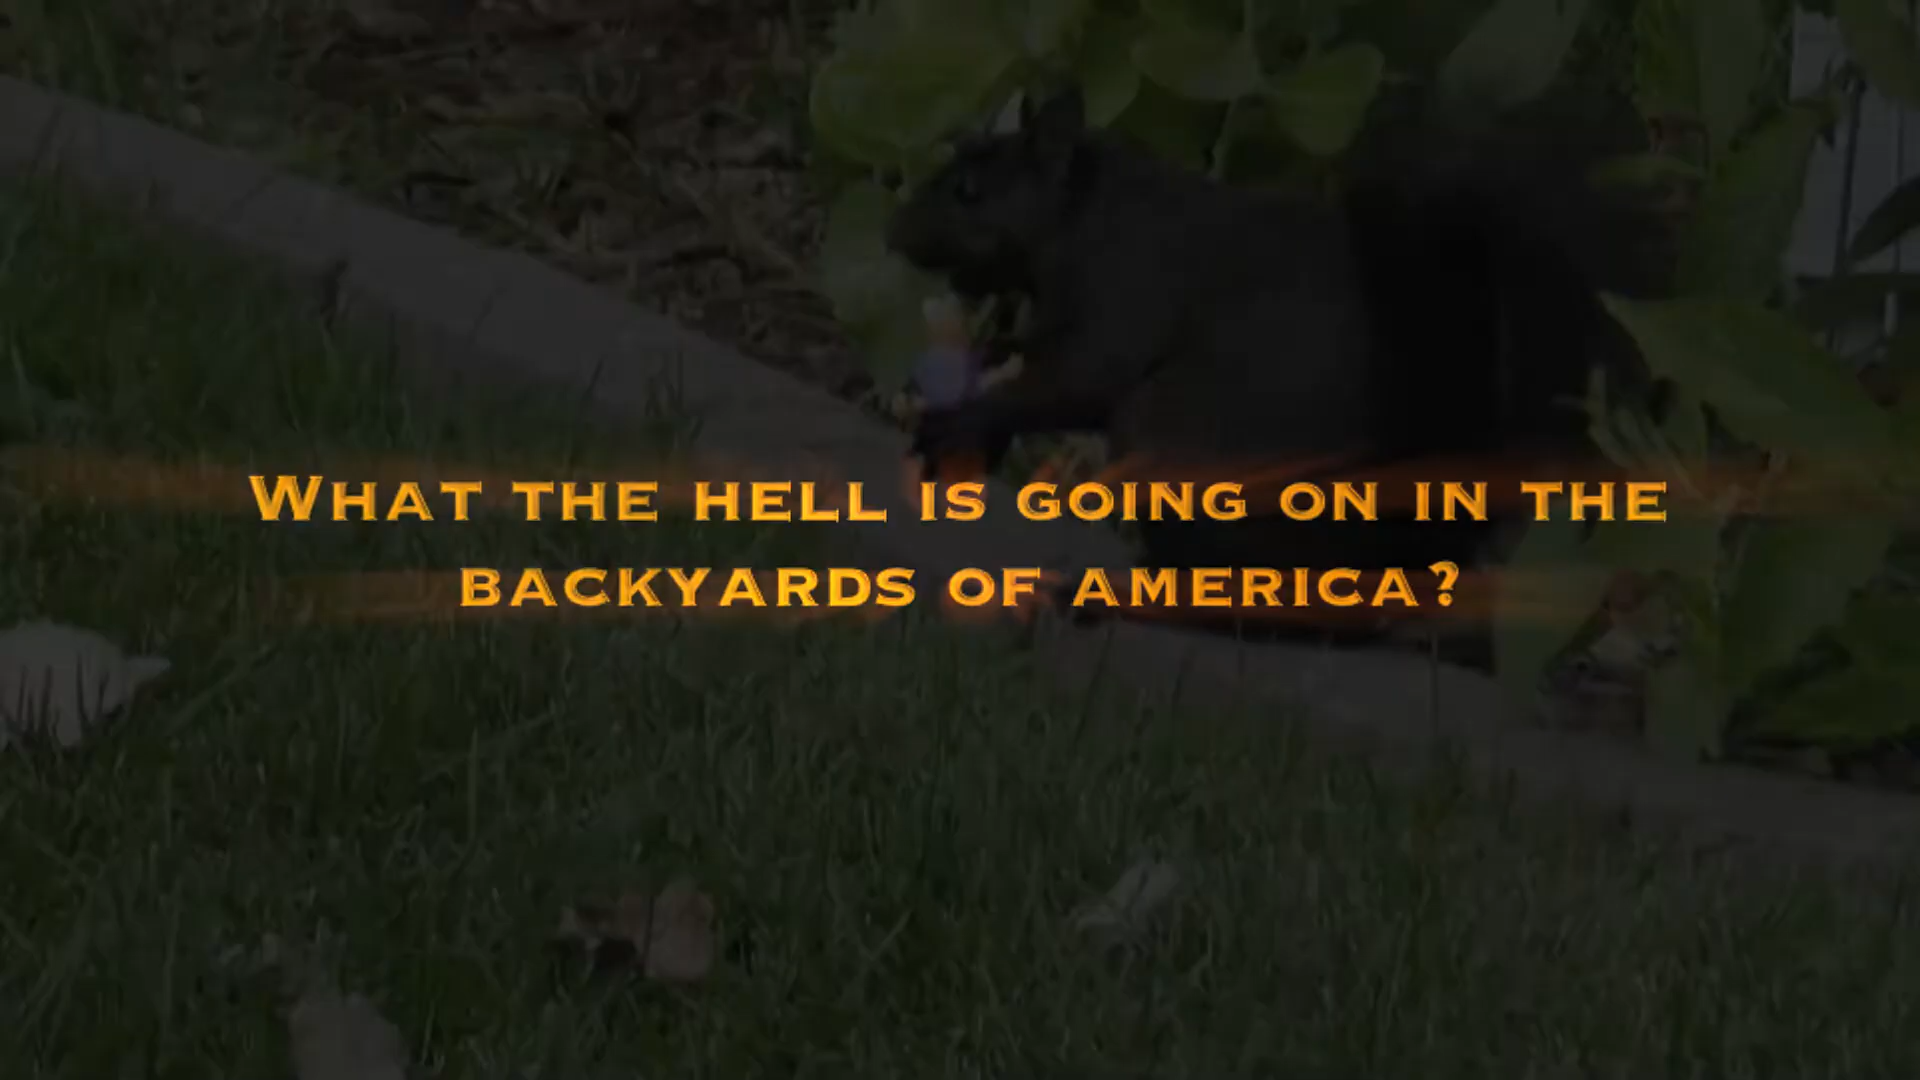 What the hell is going on in the
backyards of america?